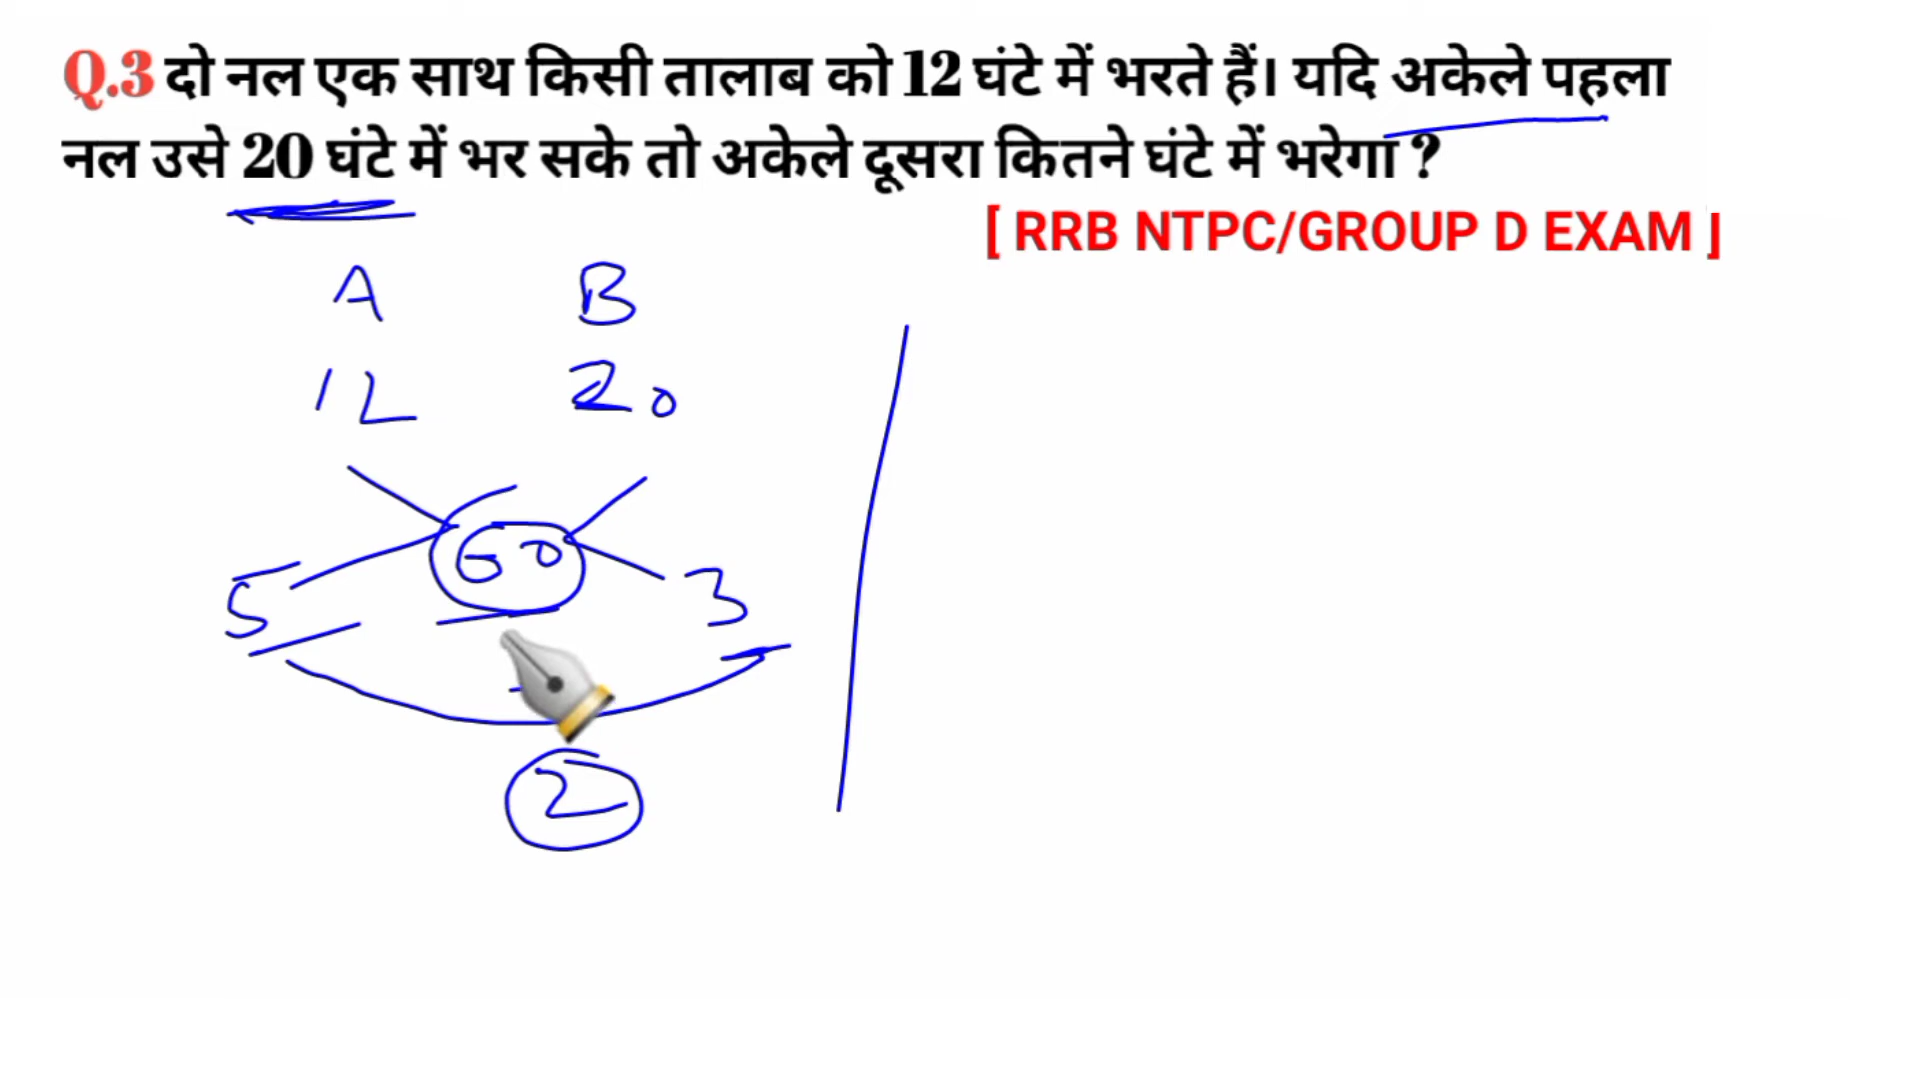 Q.3 दो नल एक साथ किसी तालाब को 12 घंटे में भरते हैं। यदि अकेले पहला
नल उसे 20 घंटे में भर सके तो अकेले दूसरा कितने घंटे में भरेगा ?
[ RRB NTPC/GROUP D EXAM ]
A B
12 20
60
5 3
2